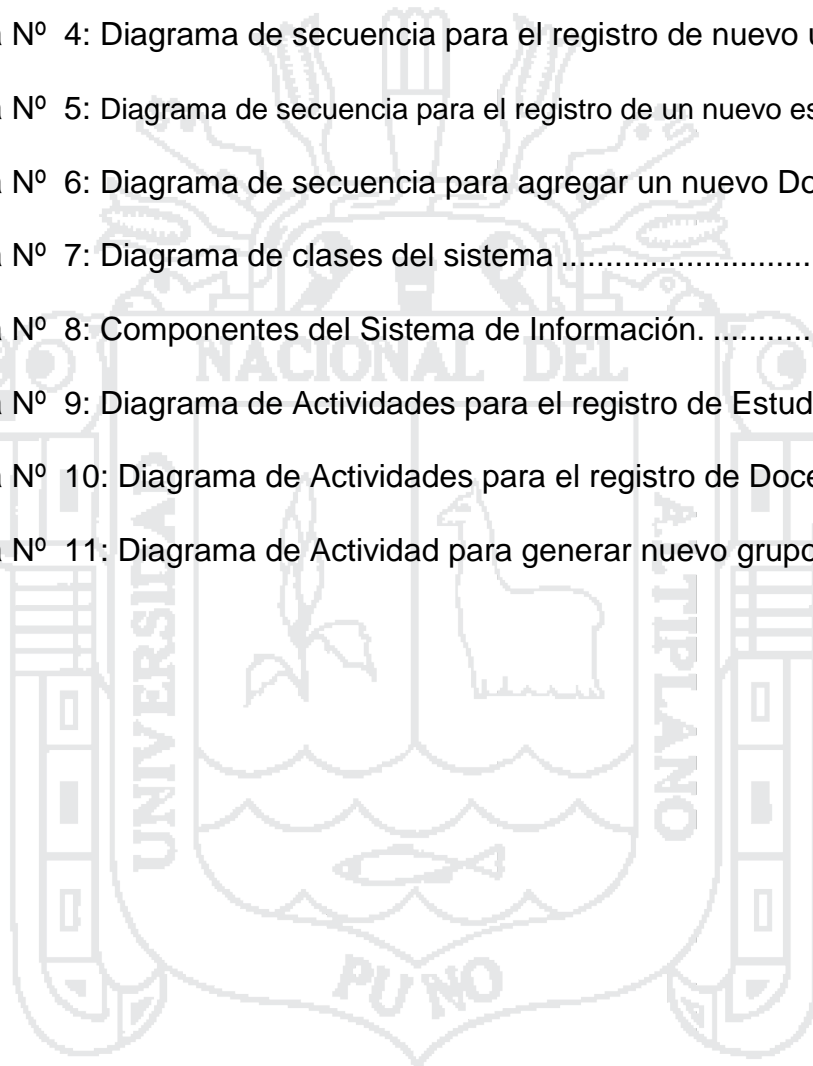 Nº 4: Diagrama de secuencia para el registro de nuevo
Nº 5: Diagrama de secuencia para el registro de un nuevo es
Nº 6: Diagrama de secuencia para agregar un nuevo Do
Nº 7: Diagrama de clases del sistema ............................
Nº 8: Componentes del Sistema de Información. ...........
Nº 9: Diagrama de Actividades para el registro de Estud
Nº 10: Diagrama de Actividades para el registro de Doce
Nº 11: Diagrama de Actividad para generar nuevo grupo
NACIONAL DEL
UNIVERSIDAD
ALTIPLANO
PUNO